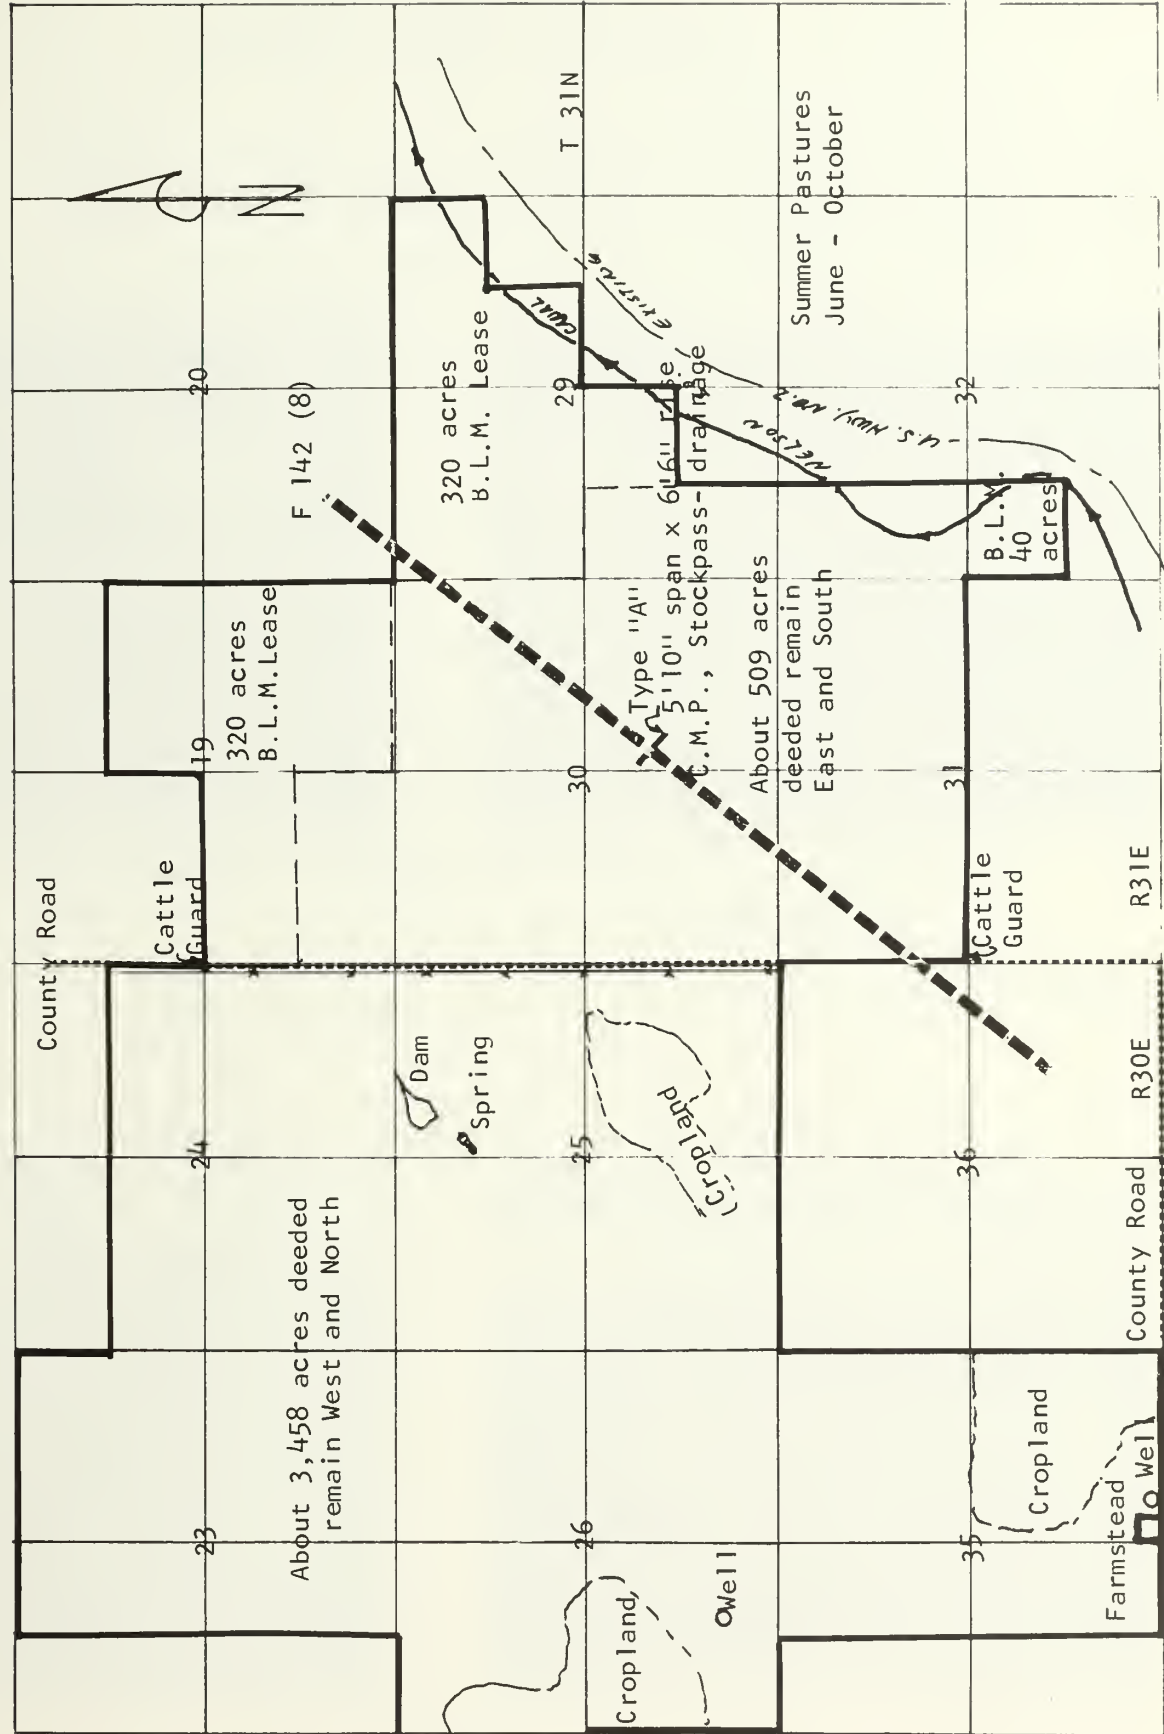 County Road
Cattle
Guard
19
20
320 acres
B.L.M.Lease
F 142 (8)
N
23
24
About 3,458 acres deeded
remain West and North
Dam
Spring
320 acres
B.L.M. Lease
T 31N
CANAL
EXISTING
26
25
30
29
Cropland
Cropland
Well
Type "A"
5'10" span x 6'6" rise
C.M.P., Stockpass- drainage
About 509 acres
deeded remain
East and South
NELSON
U.S. HWY. NO. 2
Summer Pastures
June - October
35
36
31
32
Cattle
Guard
B.L.M.
40
acres
Cropland
Farmstead
Well
County Road
R30E
R31E